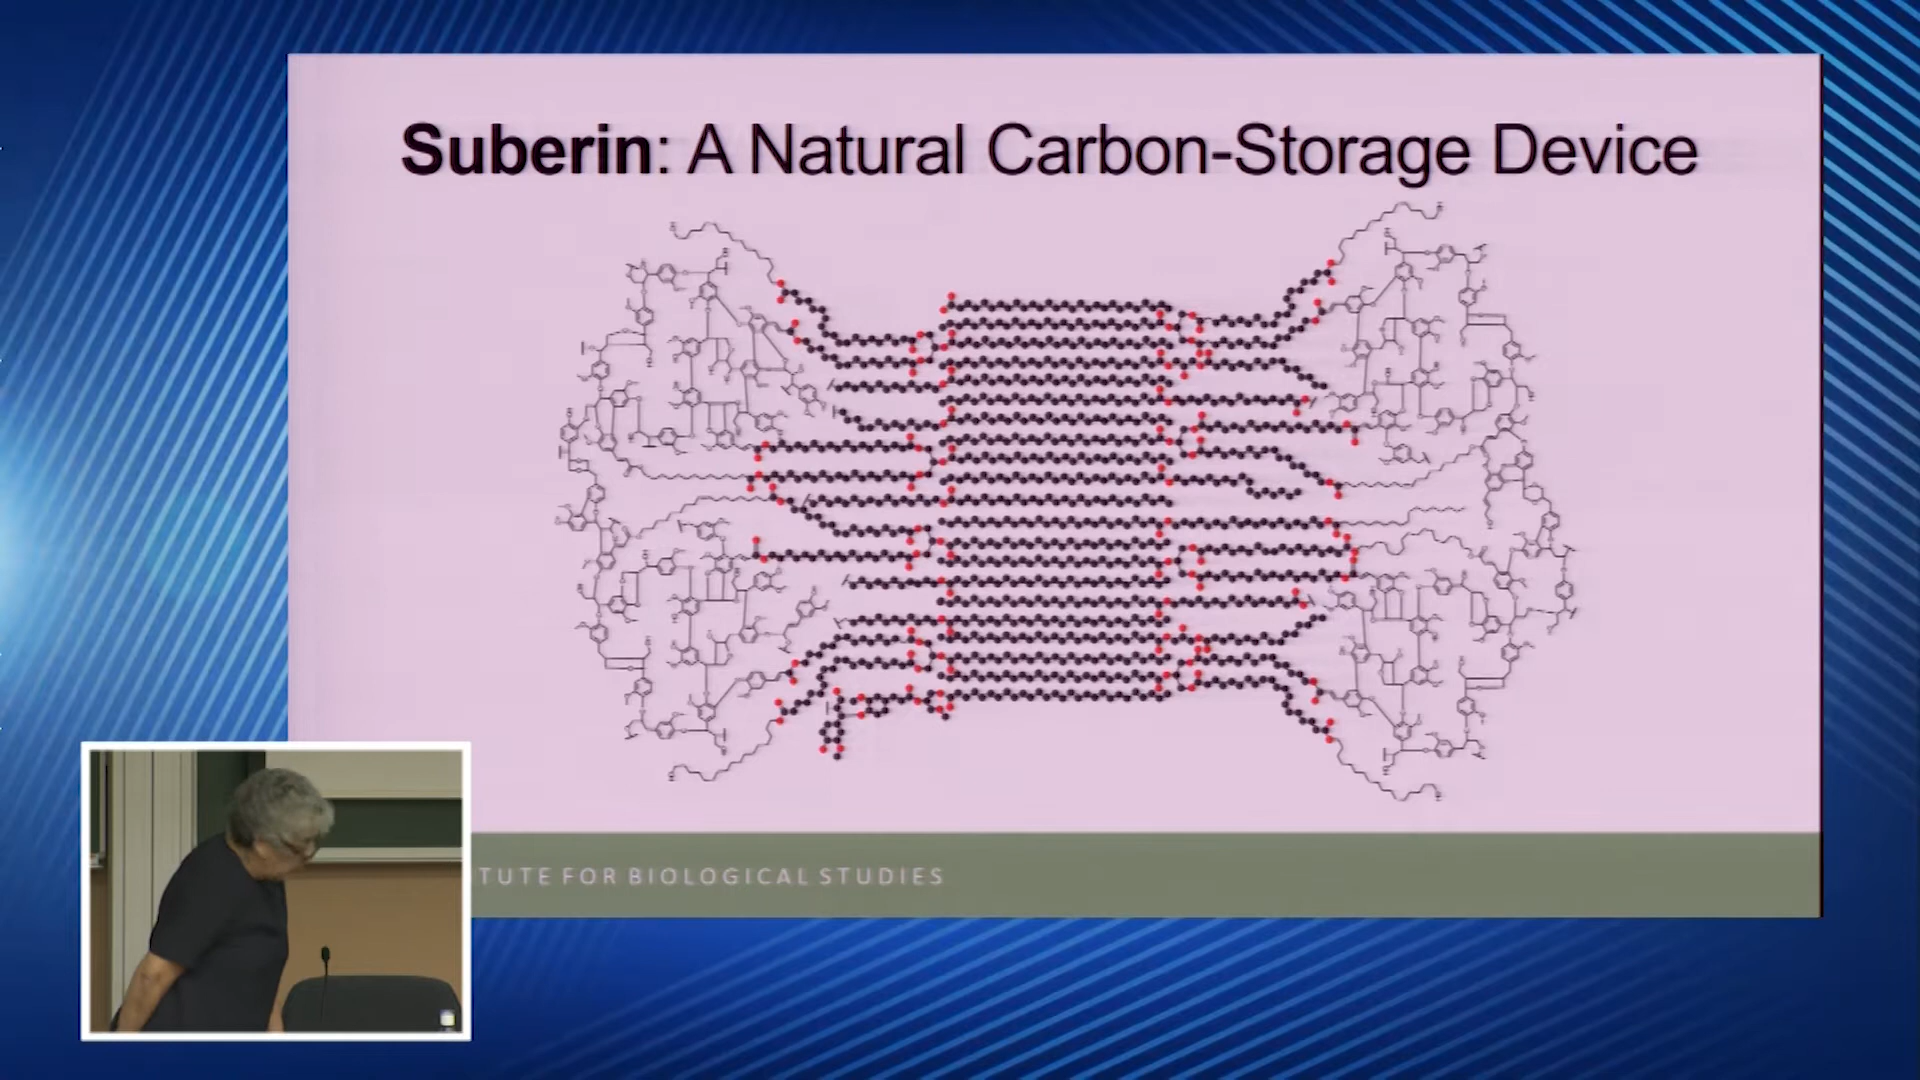 Suberin: A Natural Carbon-Storage Device
TUTE FOR BIOLOGICAL STUDIES